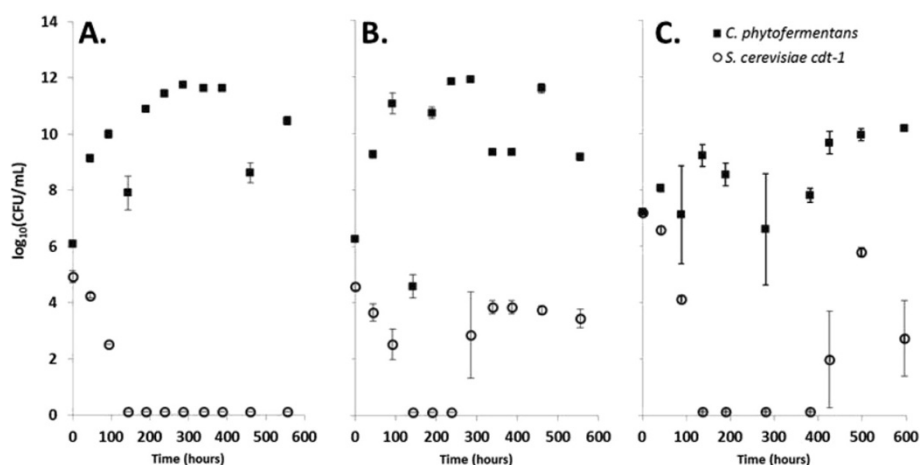 A. B. C.
■ C. phytofermentans
○ S. cerevisiae cdt-1
14
12
10
8
6
4
2
0
log10(CFU/mL)
0 100 200 300 400 500 600
0 100 200 300 400 500 600
0 100 200 300 400 500 600
Time (hours)
Time (hours)
Time (hours)